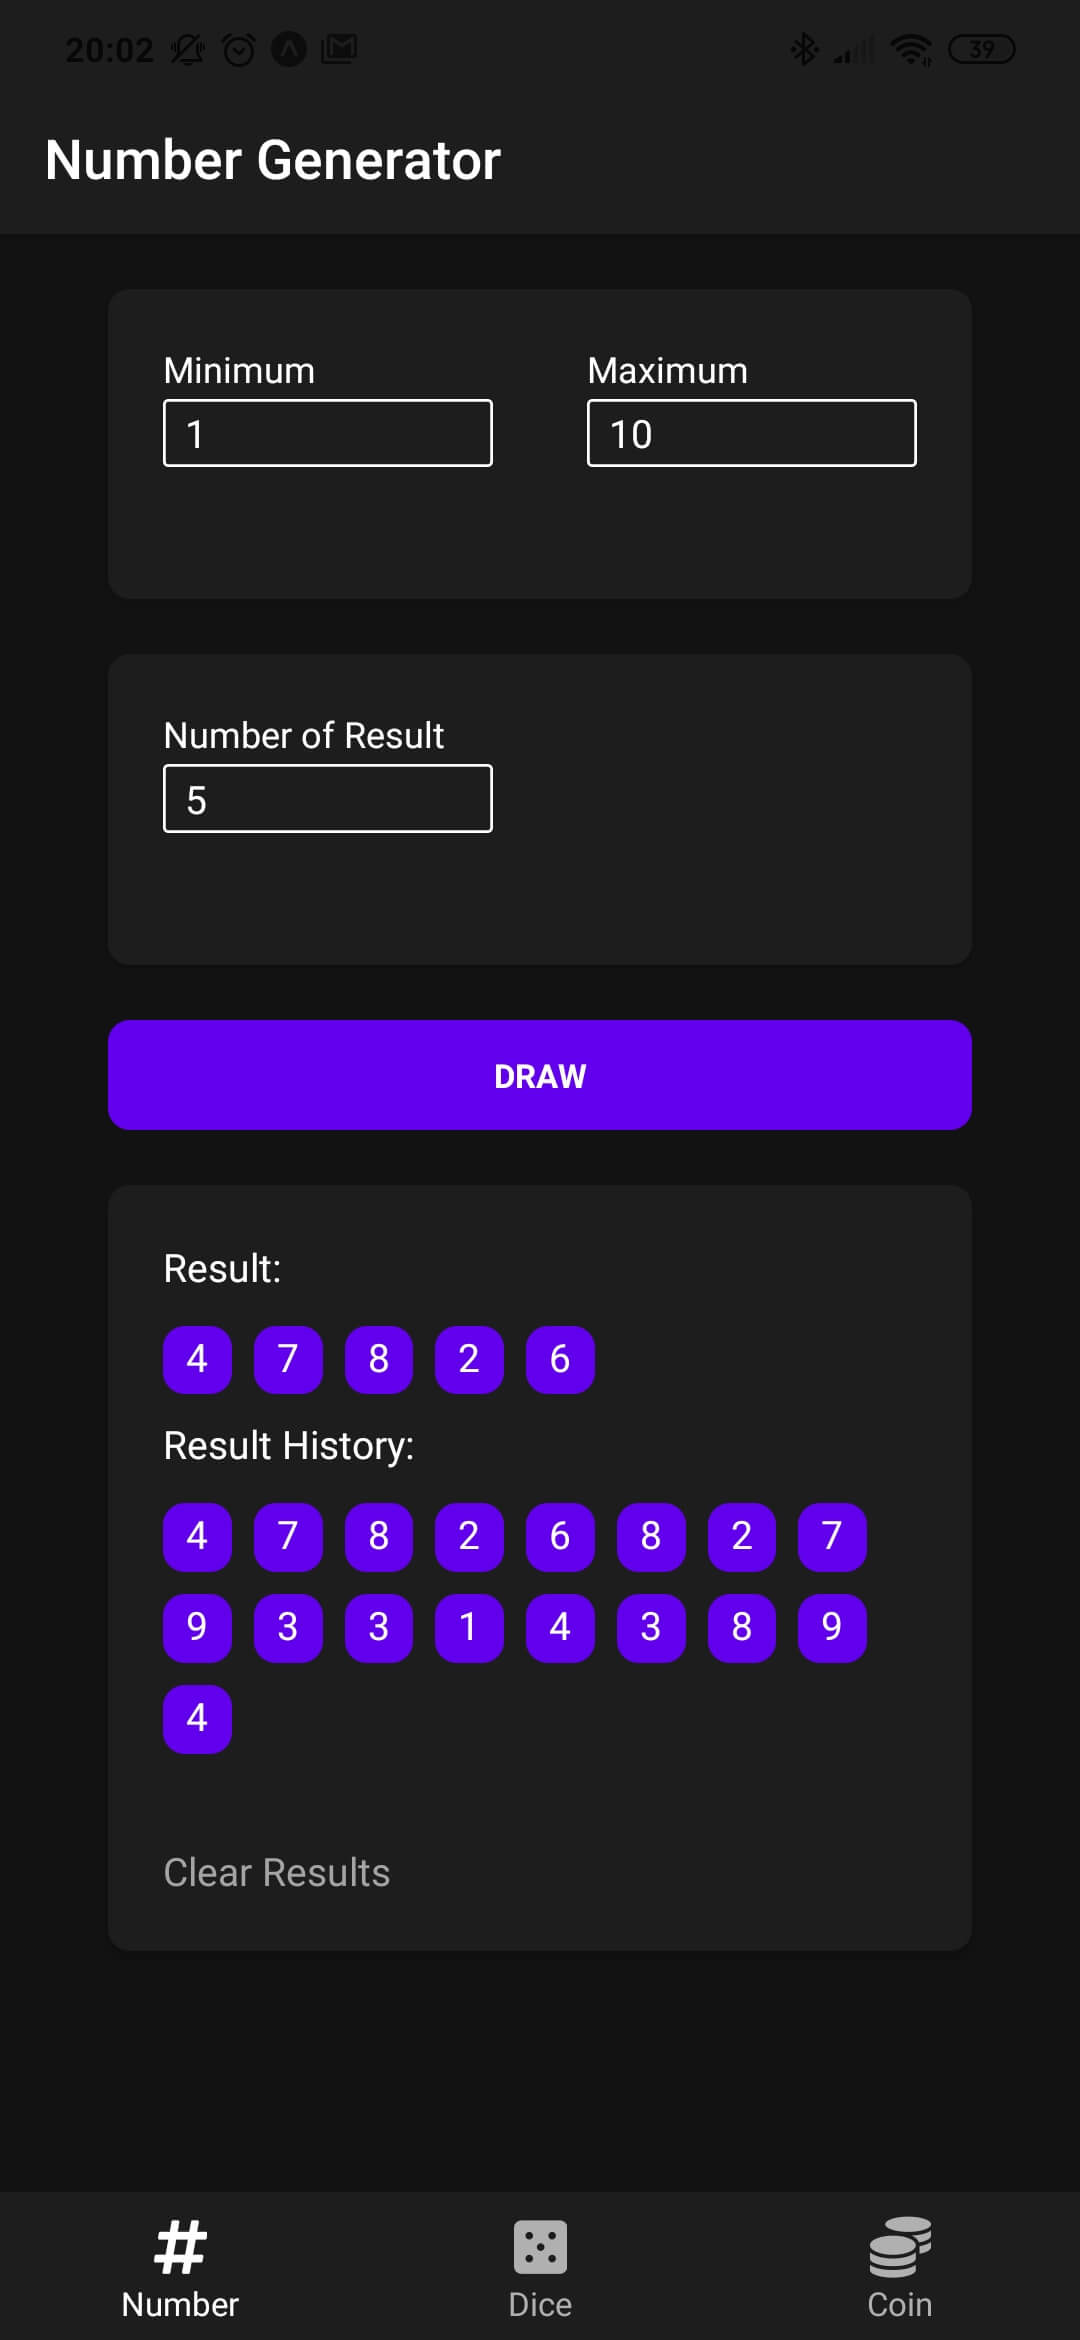 20:02 39
Number Generator
Minimum Maximum
1 10
Number of Result
5
DRAW
Result:
4 7 8 2 6
Result History:
4 7 8 2 6 8 2 7
9 3 3 1 4 3 8 9
4
Clear Results
Number Dice Coin